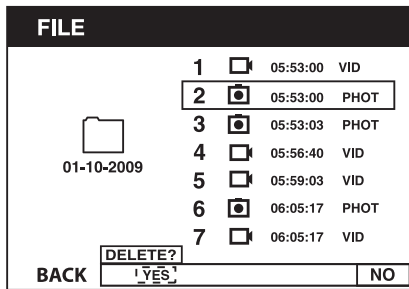 FILE
1 05:53:00 VID
2 05:53:00 PHOT
3 05:53:03 PHOT
01-10-2009
4 05:56:40 VID
5 05:59:03 VID
6 06:05:17 PHOT
7 06:05:17 VID
DELETE?
BACK YES NO